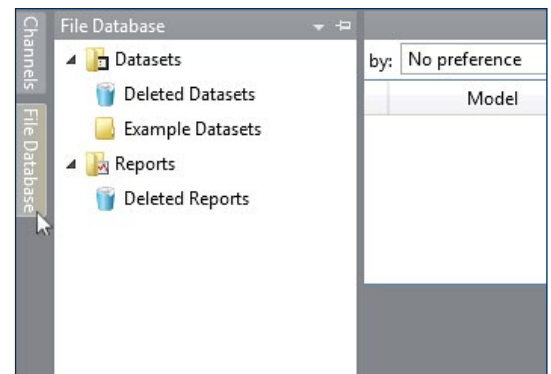 Channels
File Database
File Database
Datasets
Deleted Datasets
Example Datasets
Reports
Deleted Reports
by: No preference
Model